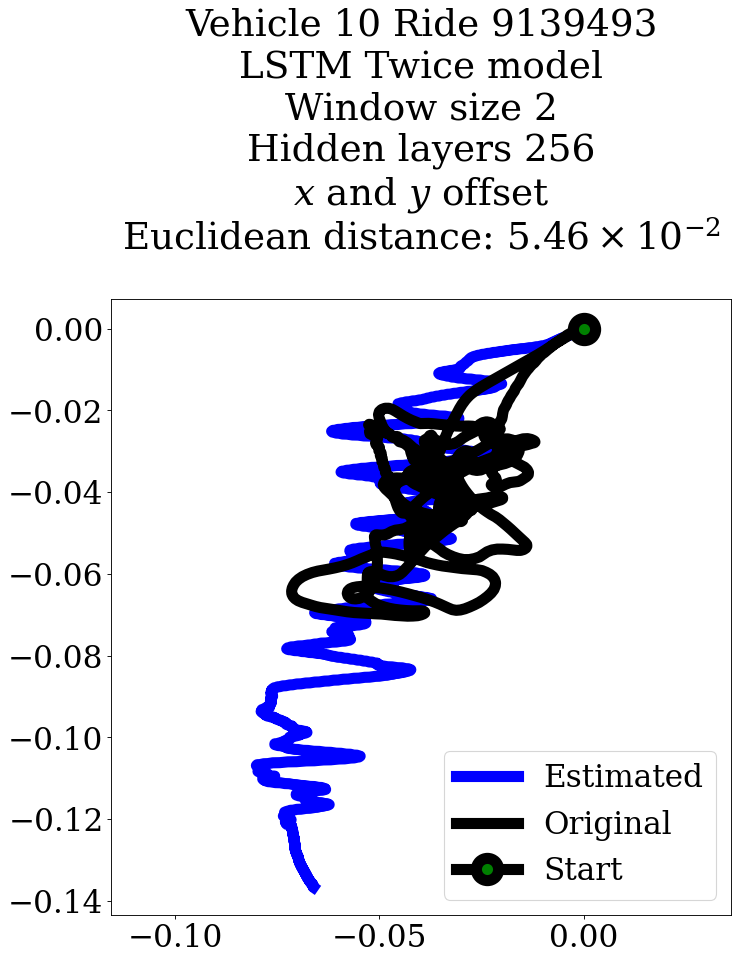 Vehicle 10 Ride 9139493
LSTM Twice model
Window size 2
Hidden layers 256
x and y offset
Euclidean distance: 5.46 × 10⁻²
0.00
−0.02
−0.04
−0.06
−0.08
−0.10
−0.12
−0.14
Estimated
Original
Start
−0.10 −0.05 0.00